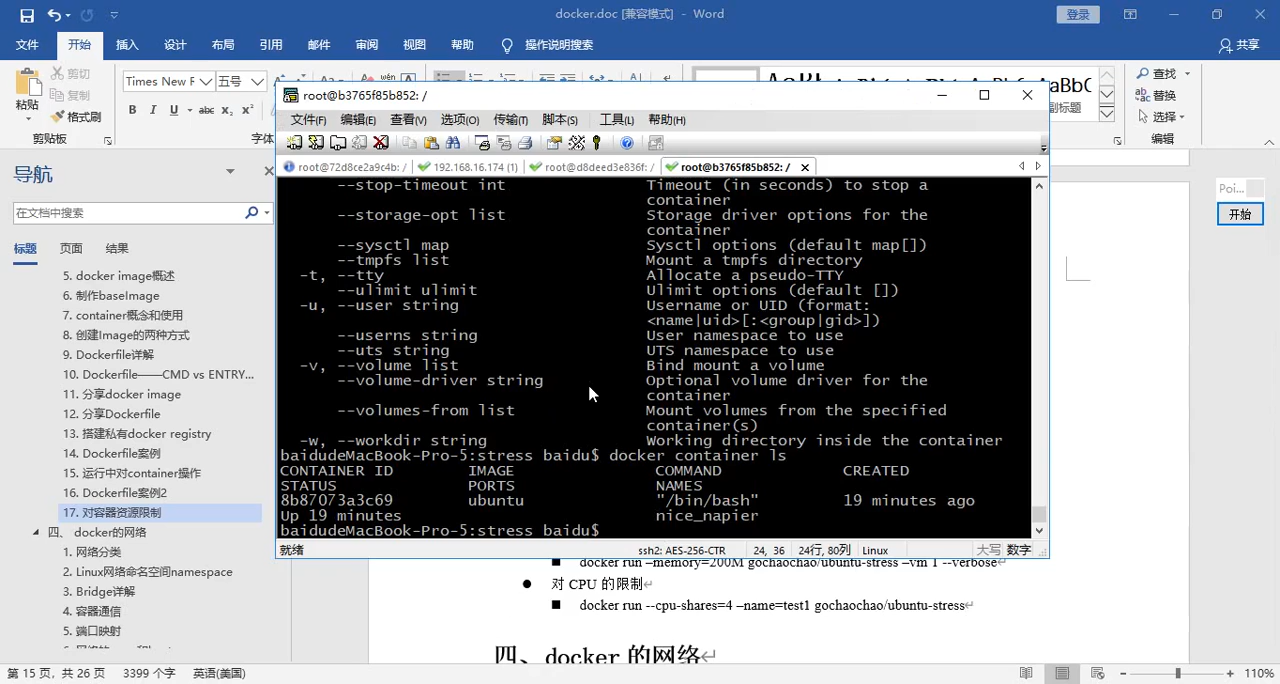 docker.doc [兼容模式] - Word
登录
文件 开始 插入 设计 布局 引用 邮件 审阅 视图 帮助 操作说明搜索 共享
剪切
复制
格式刷
粘贴
剪贴板
Times New F 五号
B I U abc x₂ x²
字体
AaBbC
副标题
查找
替换
选择
编辑
导航
在文档中搜索
标题 页面 结果
5. docker image概述
6. 制作baseImage
7. container概念和使用
8. 创建Image的两种方式
9. Dockerfile详解
10. Dockerfile——CMD vs ENTRY...
11. 分享docker image
12. 分享Dockerfile
13. 搭建私有docker registry
14. Dockerfile案例
15. 运行中对container操作
16. Dockerfile案例2
17. 对容器资源限制
四、 docker的网络
1. 网络分类
2. Linux网络命名空间namespace
3. Bridge详解
4. 容器通信
5. 端口映射
root@b3765f85b852: /
文件(F) 编辑(E) 查看(V) 选项(O) 传输(T) 脚本(S) 工具(L) 帮助(H)
root@72d8ce2a9c4b: / 192.168.16.174 (1) root@d8deed3e836f: / root@b3765f85b852: /
--stop-timeout int Timeout (in seconds) to stop a
container
--storage-opt list Storage driver options for the
container
--sysctl map Sysctl options (default map[])
--tmpfs list Mount a tmpfs directory
-t, --tty Allocate a pseudo-TTY
--ulimit ulimit Ulimit options (default [])
-u, --user string Username or UID (format:
<name|uid>[:<group|gid>])
--userns string User namespace to use
--uts string UTS namespace to use
-v, --volume list Bind mount a volume
--volume-driver string Optional volume driver for the
container
--volumes-from list Mount volumes from the specified
container(s)
-w, --workdir string Working directory inside the container
baidudeMacBook-Pro-5:stress baidu$ docker container ls
CONTAINER ID IMAGE COMMAND CREATED
STATUS PORTS NAMES
8b87073a3c69 ubuntu "/bin/bash" 19 minutes ago
Up 19 minutes nice_napier
baidudeMacBook-Pro-5:stress baidu$
就绪 ssh2: AES-256-CTR 24, 36 24行, 80列 Linux 大写 数字
Poi...
开始
docker run –memory=200M gochaochao/ubuntu-stress –vm 1 --verbose
对 CPU 的限制
docker run --cpu-shares=4 –name=test1 gochaochao/ubuntu-stress
四、docker 的网络
第 15 页，共 26 页 3399 个字 英语(美国) 110%